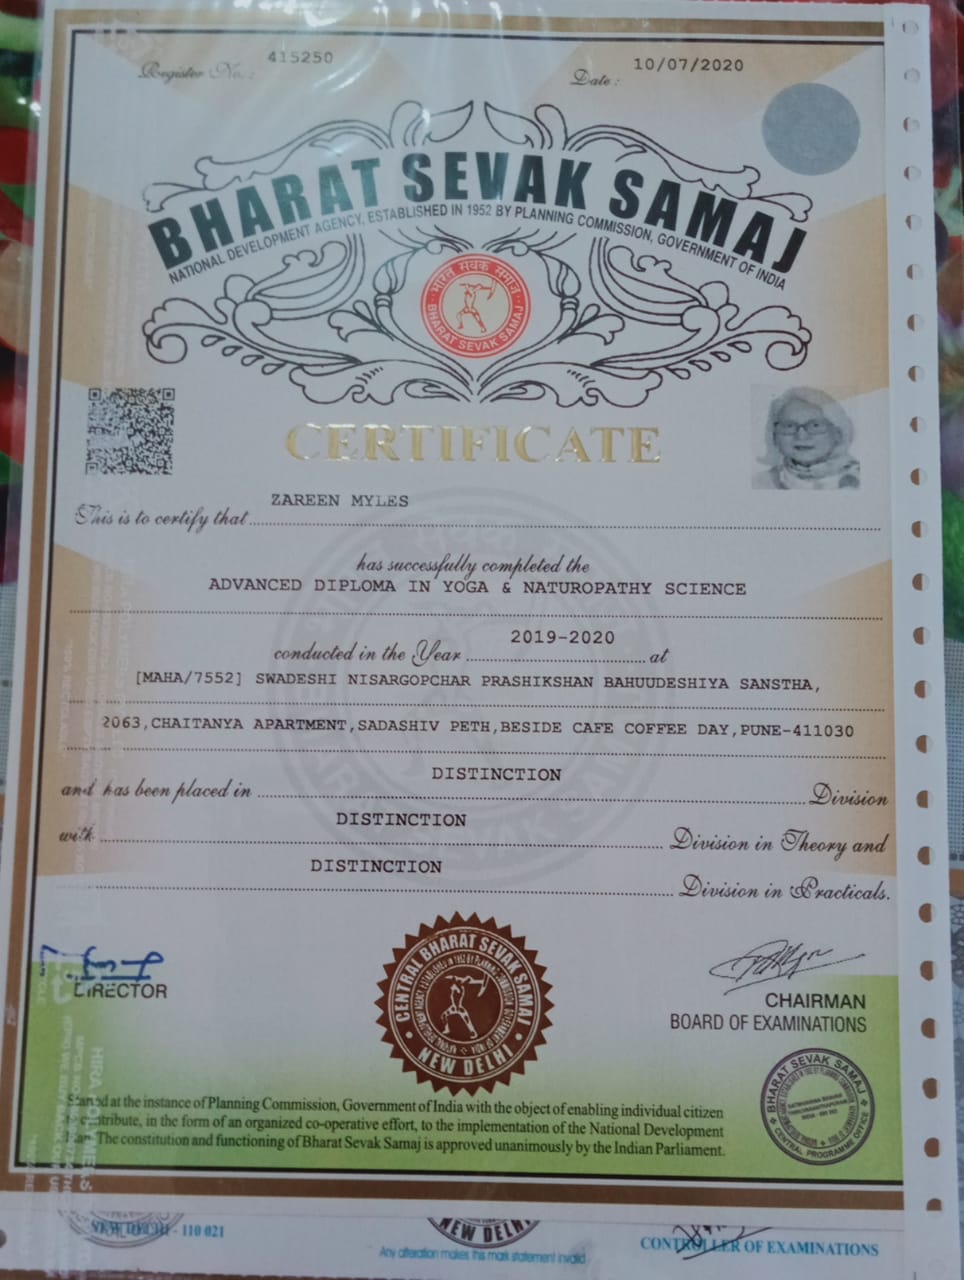 Register No. : 415250
Date : 10/07/2020
BHARAT SEVAK SAMAJ
NATIONAL DEVELOPMENT AGENCY, ESTABLISHED IN 1952 BY PLANNING COMMISSION, GOVERNMENT OF INDIA
भारत सेवक समाज
BHARAT SEVAK SAMAJ
CERTIFICATE
This is to certify that ZAREEN MYLES
has successfully completed the
ADVANCED DIPLOMA IN YOGA & NATUROPATHY SCIENCE
conducted in the Year 2019-2020 at
[MAHA/7552] SWADESHI NISARGOPCHAR PRASHIKSHAN BAHUUDESHIYA SANSTHA,
2063,CHAITANYA APARTMENT,SADASHIV PETH,BESIDE CAFE COFFEE DAY,PUNE-411030
and has been placed in DISTINCTION Division
with DISTINCTION Division in Theory and
DISTINCTION Division in Practicals.
DIRECTOR
CENTRAL BHARAT SEVAK SAMAJ
NEW DELHI
CHAIRMAN
BOARD OF EXAMINATIONS
BHARAT SEVAK SAMAJ
CENTRAL PROGRAMME OFFICE
Started at the instance of Planning Commission, Government of India with the object of enabling individual citizen
contribute, in the form of an organized co-operative effort, to the implementation of the National Development
Plan. The constitution and functioning of Bharat Sevak Samaj is approved unanimously by the Indian Parliament.
NEW DELHI - 110 021
NEW DELHI
Any alteration makes this mark statement invalid
CONTROLLER OF EXAMINATIONS